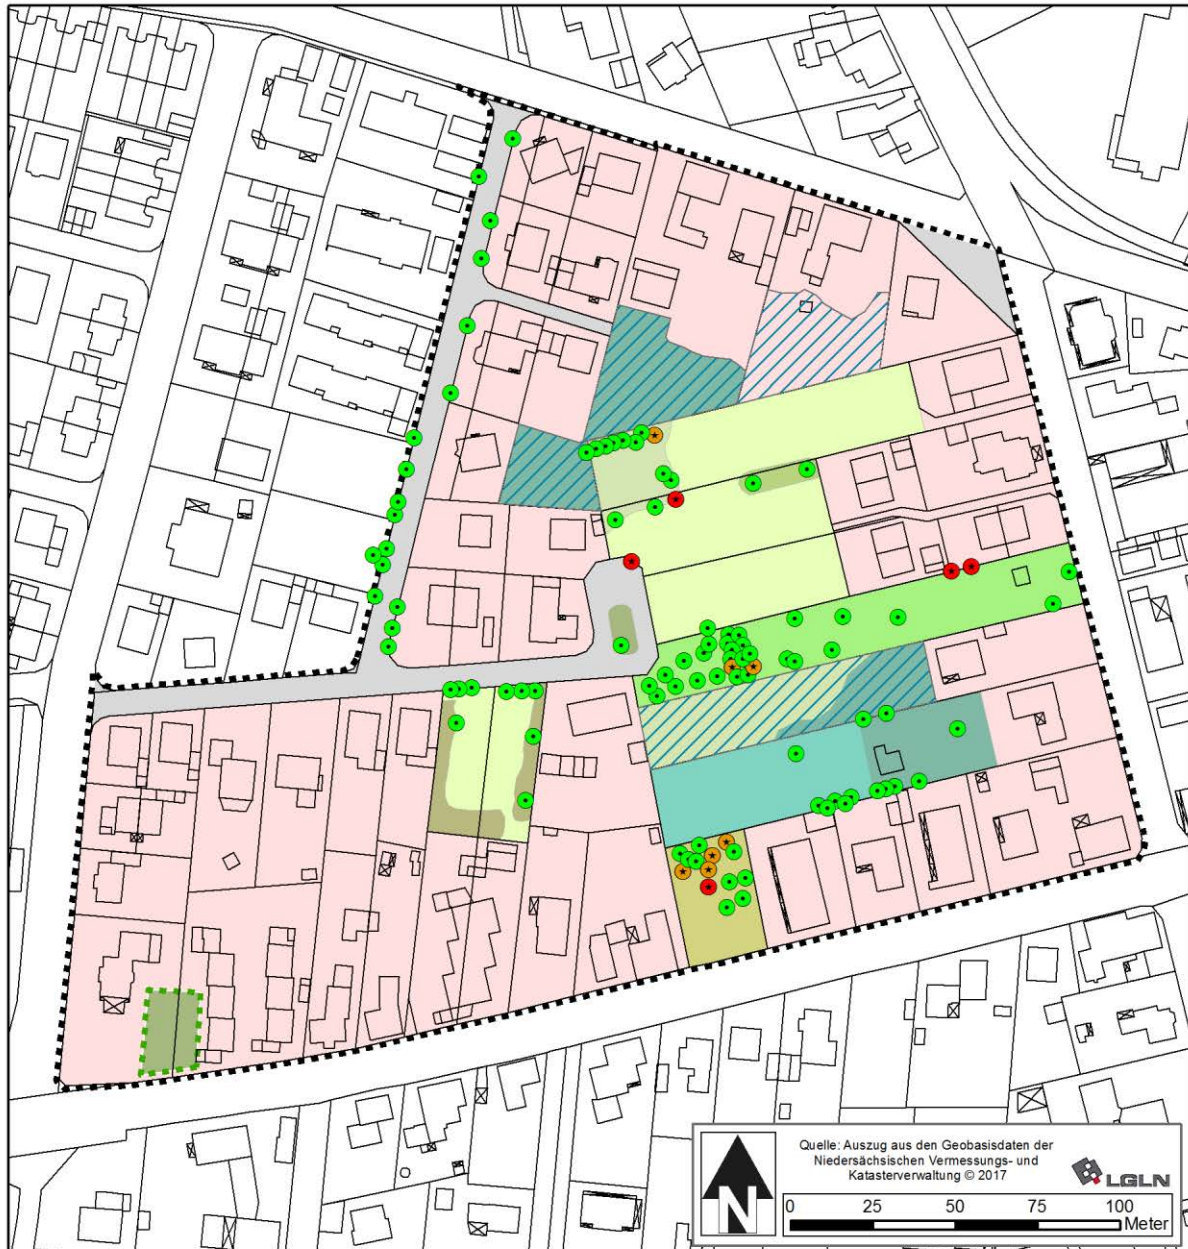 Quelle: Auszug aus den Geobasisdaten der
Niedersächsischen Vermessungs- und
Katasterverwaltung © 2017
LGLN
N
0 25 50 75 100
Meter